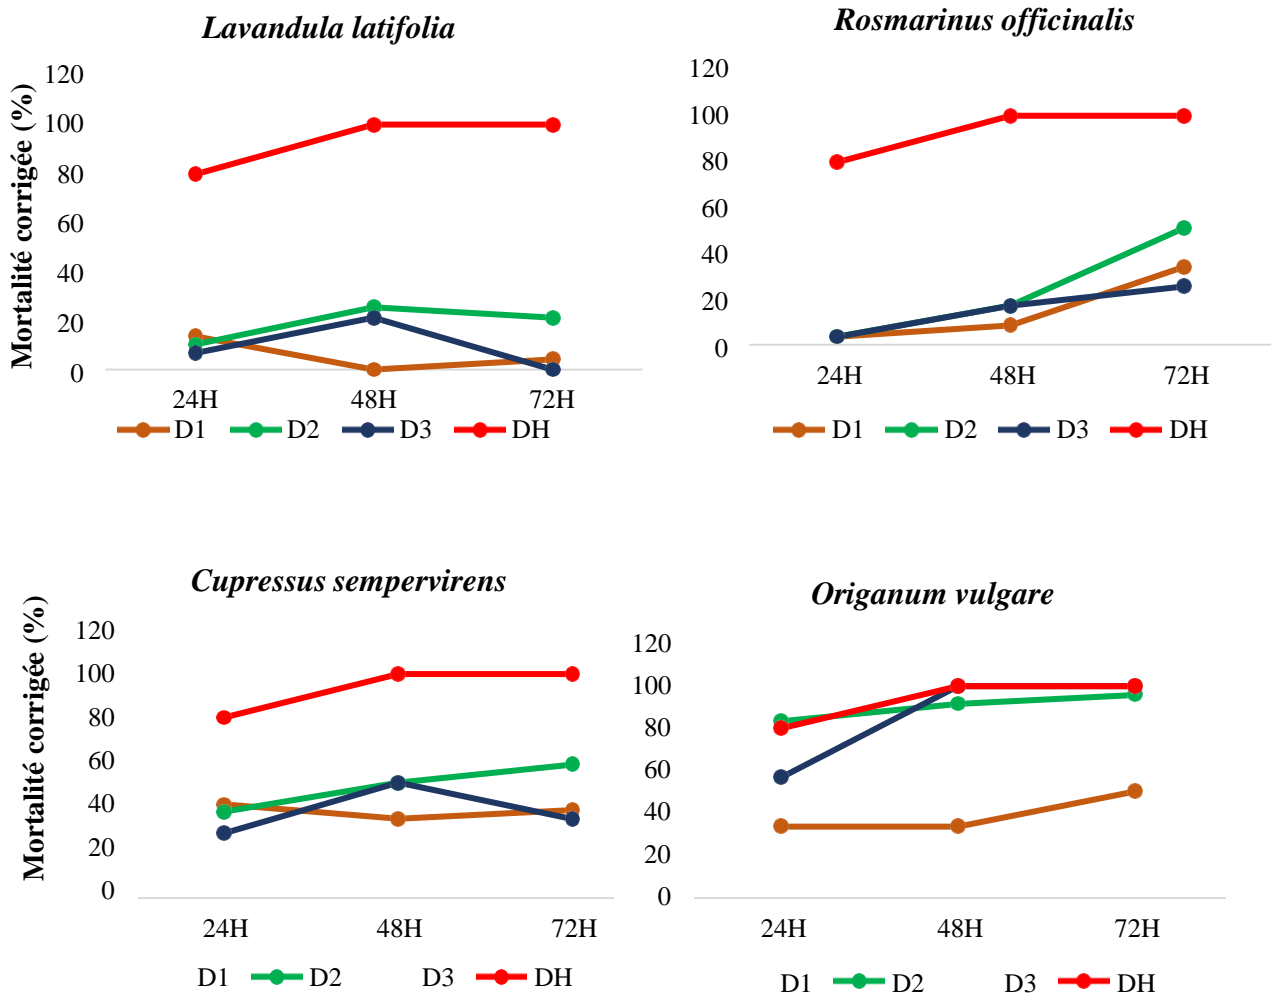 Lavandula latifolia
Mortalité corrigée (%)
120
100
80
60
40
20
0
24H 48H 72H
D1 D2 D3 DH
Rosmarinus officinalis
120
100
80
60
40
20
0
24H 48H 72H
D1 D2 D3 DH
Cupressus sempervirens
Mortalité corrigée (%)
120
100
80
60
40
20
0
24H 48H 72H
D1 D2 D3 DH
Origanum vulgare
120
100
80
60
40
20
0
24H 48H 72H
D1 D2 D3 DH